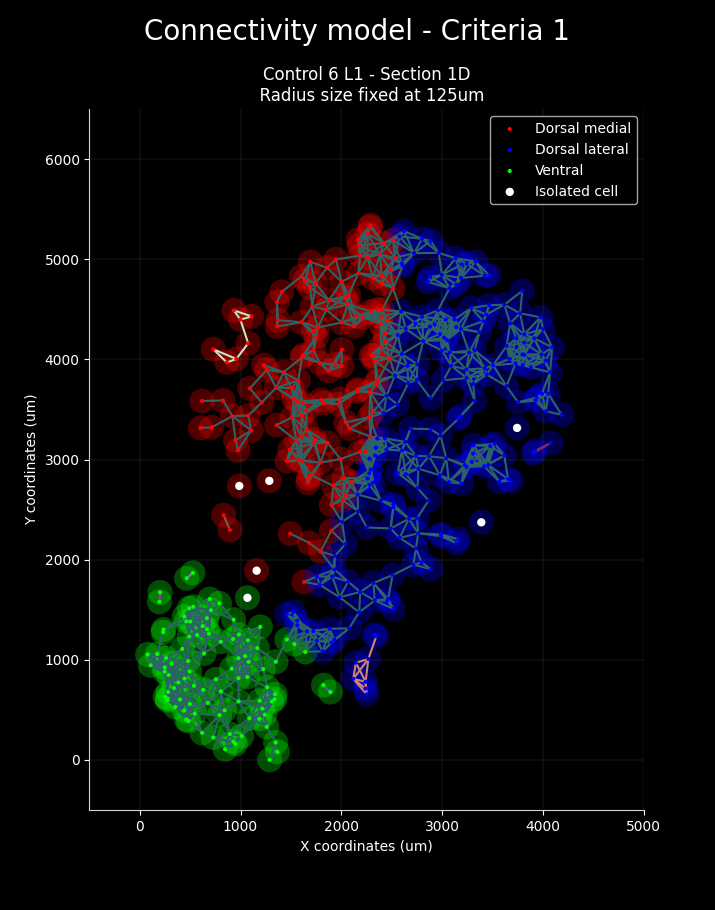 Connectivity model - Criteria 1
Control 6 L1 - Section 1D
Radius size fixed at 125um
Dorsal medial
Dorsal lateral
Ventral
Isolated cell
6000
5000
4000
3000
2000
1000
0
Y coordinates (um)
0 1000 2000 3000 4000 5000
X coordinates (um)